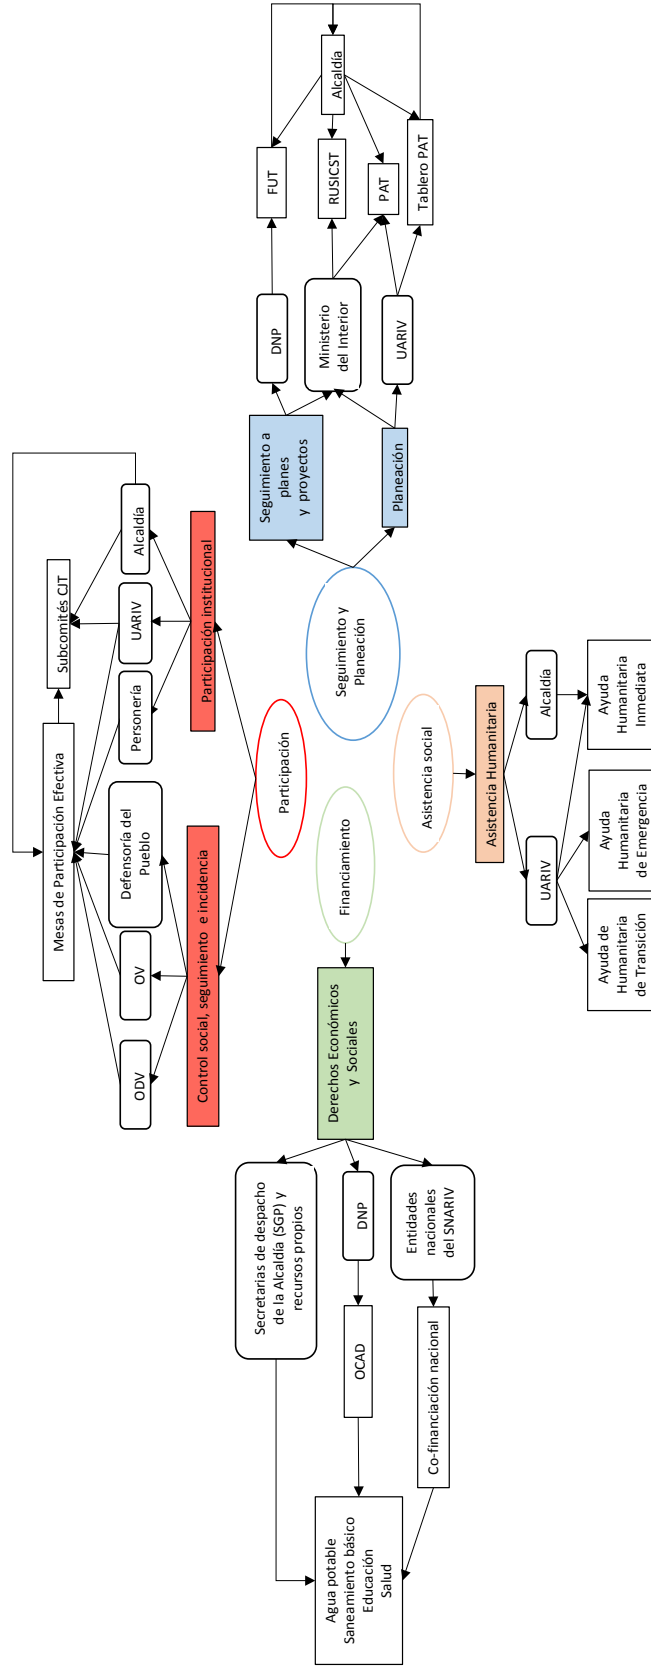 Mesas de Participación Efectiva
Subcomités CJT
ODV
OV
Defensoría del
Pueblo
Personería
UARIV
Alcaldía
Control social, seguimiento e incidencia
Participación institucional
Participación
Secretarias de despacho
de la Alcaldía (SGP) y
recursos propios
Agua potable
Saneamiento básico
Educación
Salud
OCAD
DNP
Derechos Económicos
y Sociales
Financiamiento
Co-financiación nacional
Entidades
nacionales
del SNARIV
Seguimiento y
Planeación
Seguimiento a
planes
y proyectos
Planeación
DNP
Ministerio
del Interior
UARIV
FUT
RUSICST
PAT
Tablero PAT
Alcaldía
Asistencia social
Asistencia Humanitaria
UARIV
Alcaldía
Ayuda de
Humanitaria
de Transición
Ayuda
Humanitaria
de Emergencia
Ayuda
Humanitaria
Inmediata